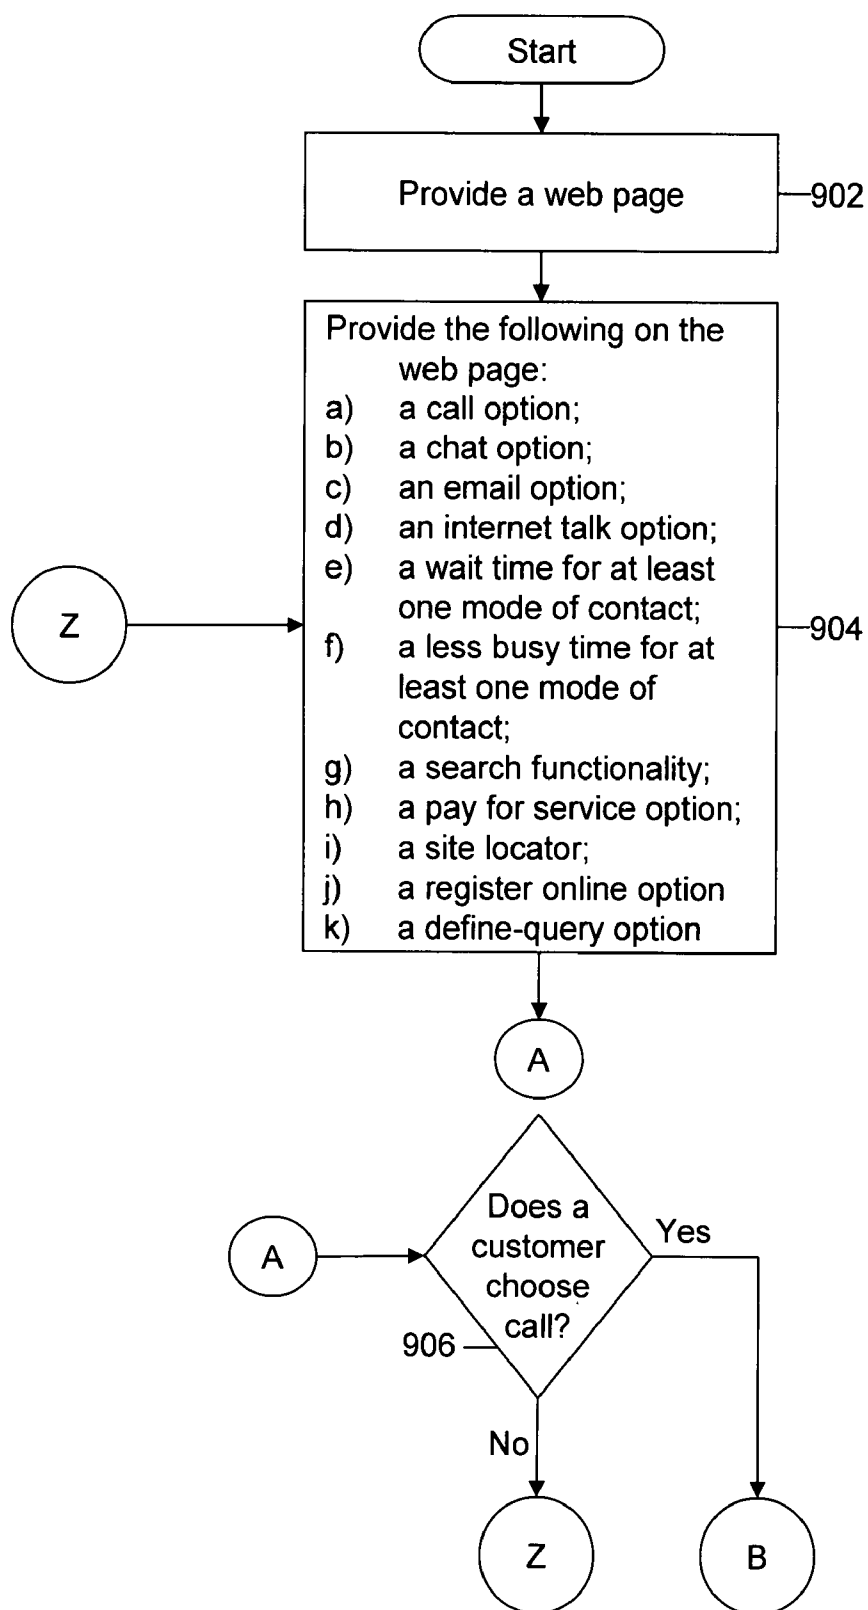 Start
Provide a web page
902
Provide the following on the
web page:
a) a call option;
b) a chat option;
c) an email option;
d) an internet talk option;
e) a wait time for at least
one mode of contact;
f) a less busy time for at
least one mode of
contact;
g) a search functionality;
h) a pay for service option;
i) a site locator;
j) a register online option
k) a define-query option
Z
904
A
A
Does a
customer
choose
call?
Yes
906
No
Z
B